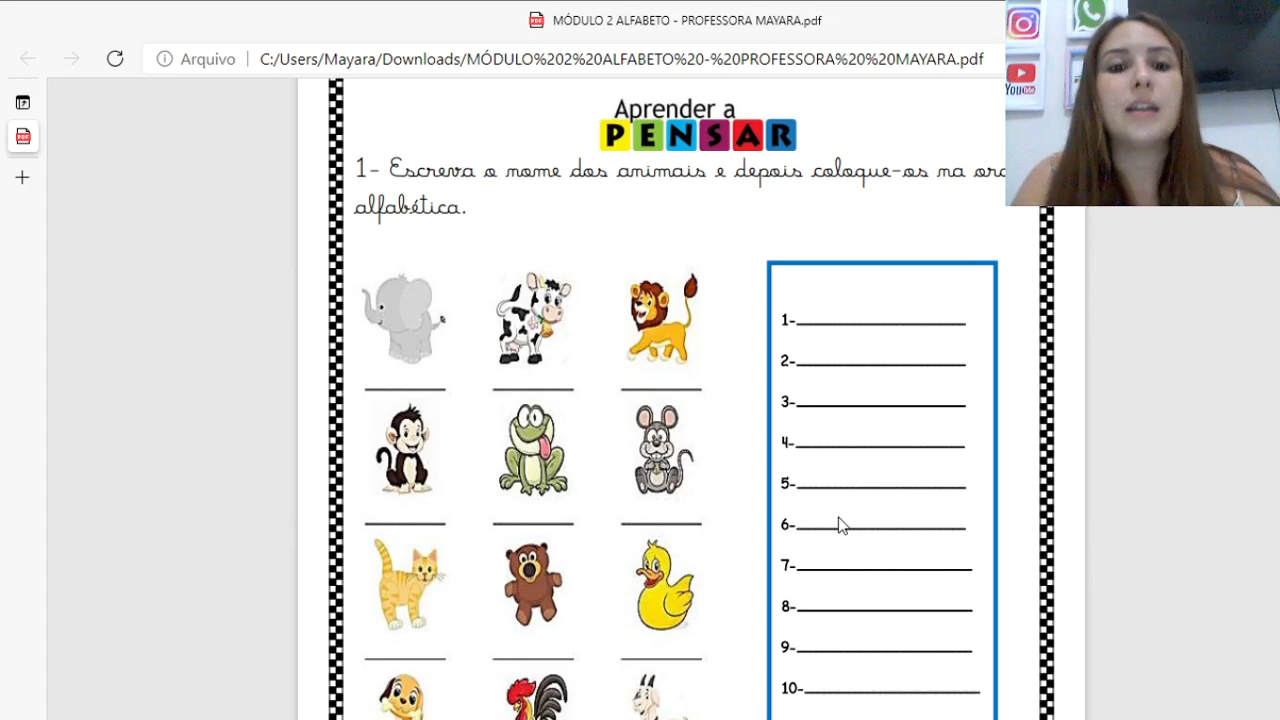 MÓDULO 2 ALFABETO - PROFESSORA MAYARA.pdf
Arquivo C:/Users/Mayara/Downloads/MÓDULO%202%20ALFABETO%20-%20PROFESSORA%20%20MAYARA.pdf
YouTube
Aprender a
PENSAR
1- Escreva o nome dos animais e depois coloque-os na
alfabética.
1-
2-
3-
4-
5-
6-
7-
8-
9-
10-